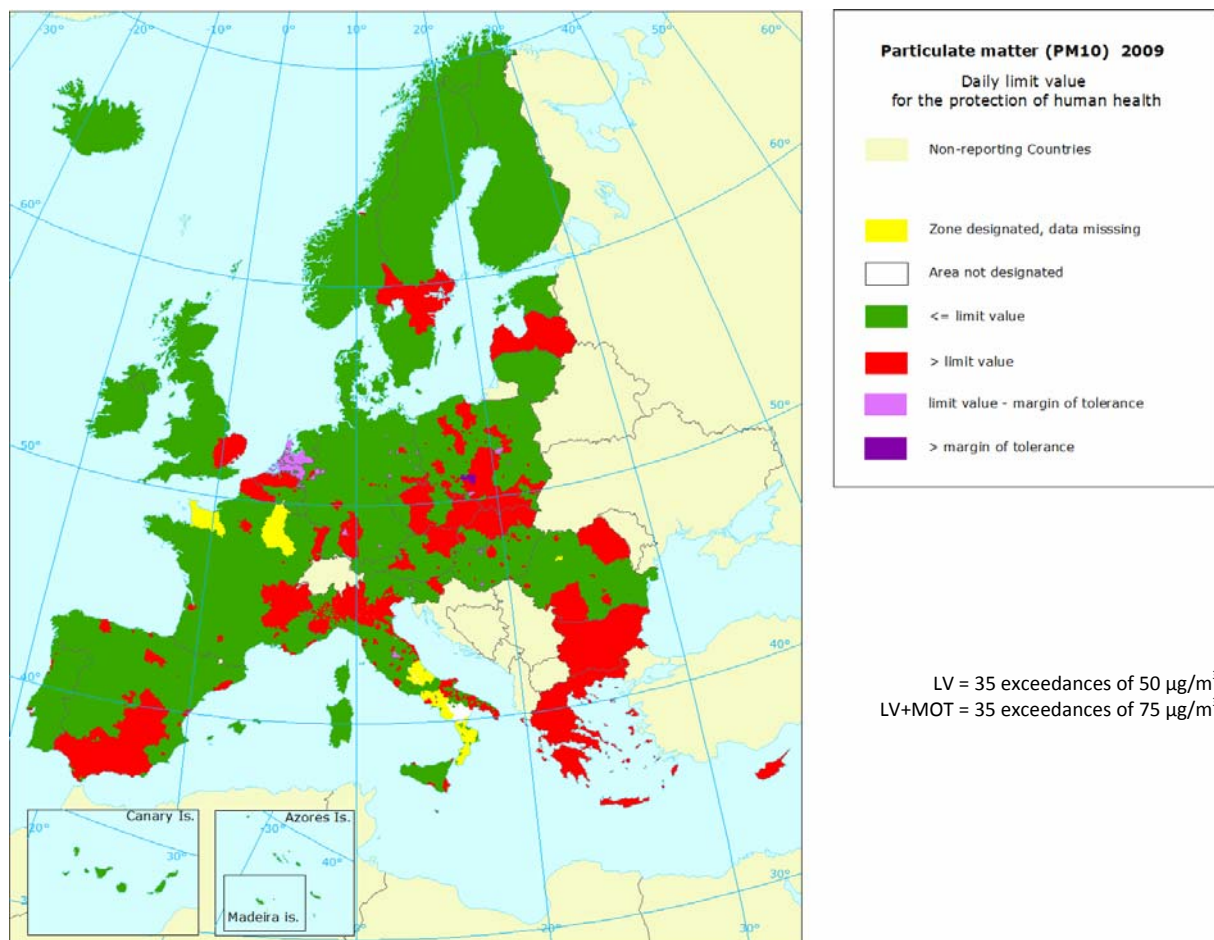 -30°
-20°
-10°
0°
10°
20°
30°
40°
50°
60°
60°
60°
50°
50°
40°
40°
30°
20°
30°
Canary Is.
20°
30°
Azores Is.
-30°
40°
Madeira is.
Particulate matter (PM10) 2009
Daily limit value
for the protection of human health
Non-reporting Countries
Zone designated, data misssing
Area not designated
<= limit value
> limit value
limit value - margin of tolerance
> margin of tolerance
LV = 35 exceedances of 50 µg/m³
LV+MOT = 35 exceedances of 75 µg/m³